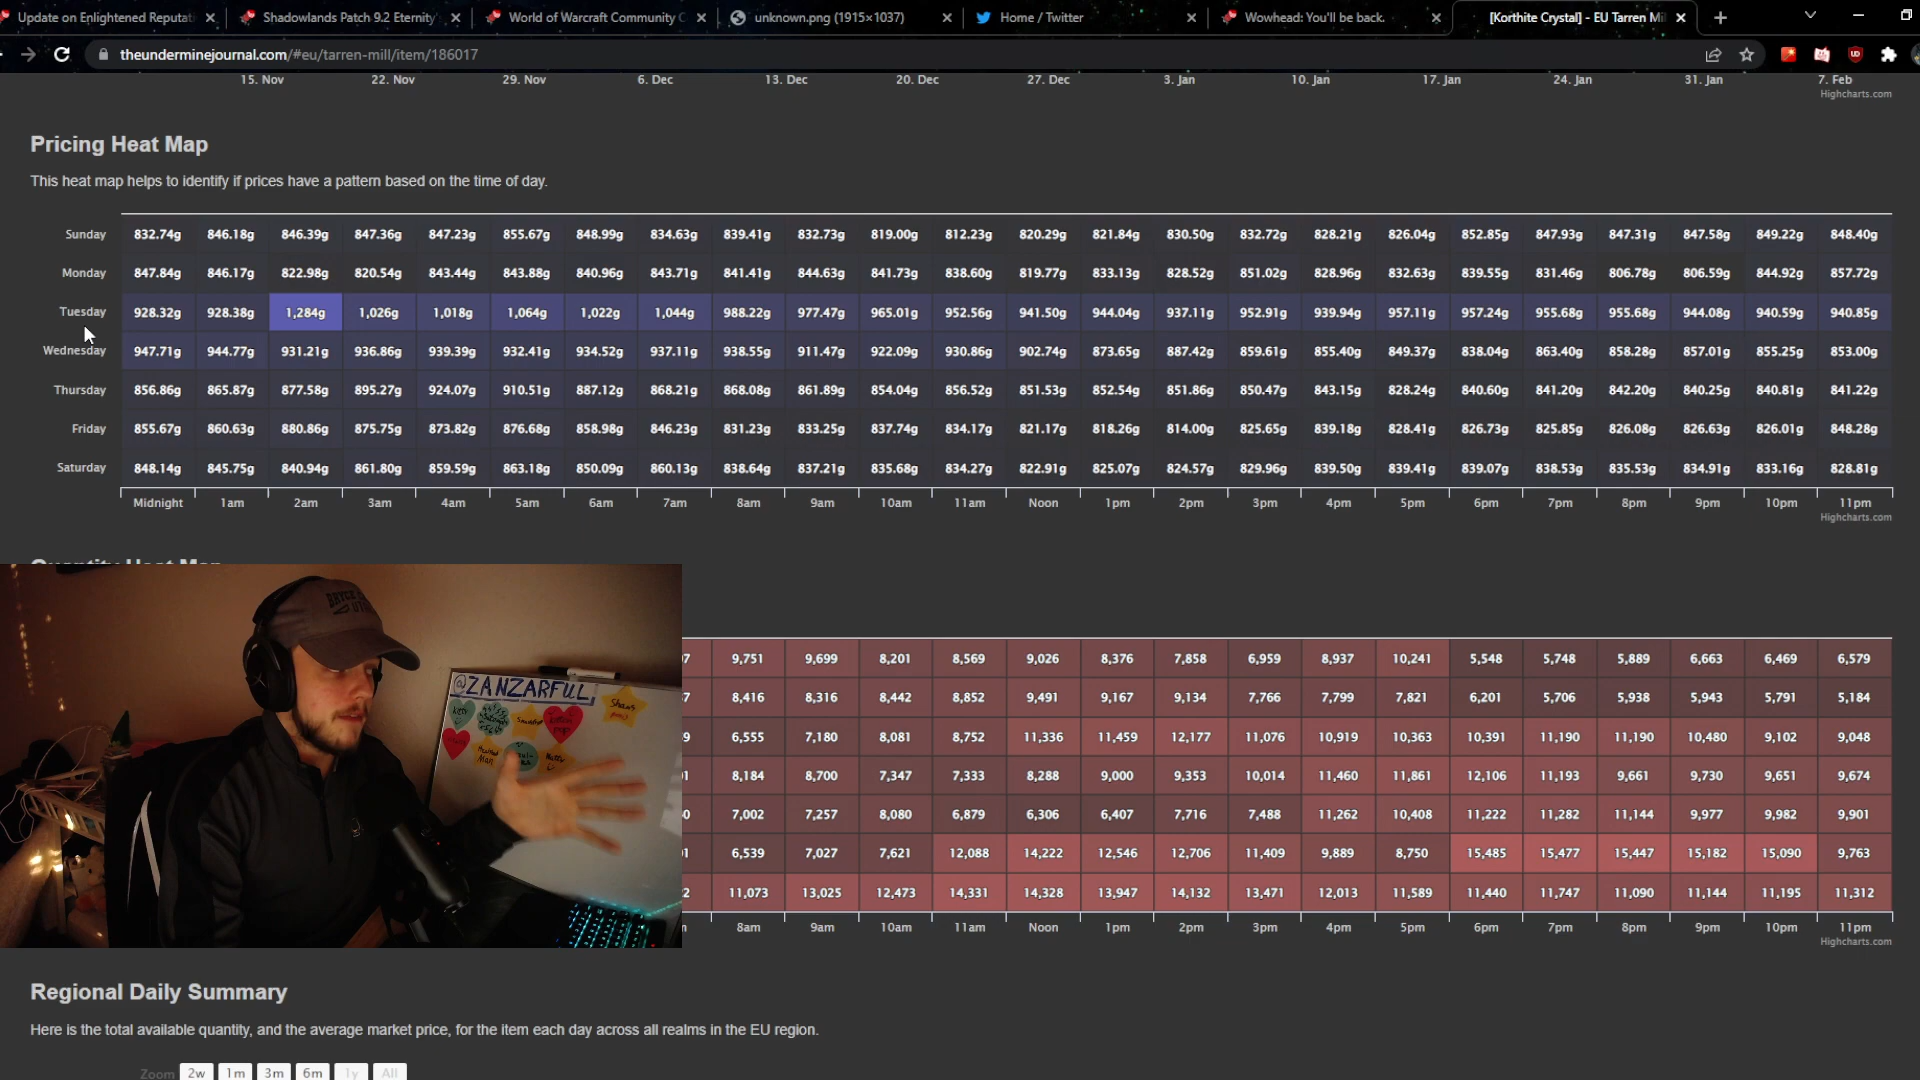 Update on Enlightened Reputat
Shadowlands Patch 9.2 Eternity
World of Warcraft Community C
unknown.png (1915×1037)
Home / Twitter
Wowhead: You'll be back.
[Korthite Crystal] - EU Tarren Mi
theunderminejournal.com/#eu/tarren-mill/item/186017
15. Nov 22. Nov 29. Nov 6. Dec 13. Dec 20. Dec 27. Dec 3. Jan 10. Jan 17. Jan 24. Jan 31. Jan 7. Feb
Highcharts.com
Pricing Heat Map
This heat map helps to identify if prices have a pattern based on the time of day.
Sunday 832.74g 846.18g 846.39g 847.36g 847.23g 855.67g 848.99g 834.63g 839.41g 832.73g 819.00g 812.23g 820.29g 821.84g 830.50g 832.72g 828.21g 826.04g 852.85g 847.93g 847.31g 847.58g 849.22g 848.40g
Monday 847.84g 846.17g 822.98g 820.54g 843.44g 843.88g 840.96g 843.71g 841.41g 844.63g 841.73g 838.60g 819.77g 833.13g 828.52g 851.02g 828.96g 832.63g 839.55g 831.46g 806.78g 806.59g 844.92g 857.72g
Tuesday 928.32g 928.38g 1,284g 1,026g 1,018g 1,064g 1,022g 1,044g 988.22g 977.47g 965.01g 952.56g 941.50g 944.04g 937.11g 952.91g 939.94g 957.11g 957.24g 955.68g 955.68g 944.08g 940.59g 940.85g
Wednesday 947.71g 944.77g 931.21g 936.86g 939.39g 932.41g 934.52g 937.11g 938.55g 911.47g 922.09g 930.86g 902.74g 873.65g 887.42g 859.61g 855.40g 849.37g 838.04g 863.40g 858.28g 857.01g 855.25g 853.00g
Thursday 856.86g 865.87g 877.58g 895.27g 924.07g 910.51g 887.12g 868.21g 868.08g 861.89g 854.04g 856.52g 851.53g 852.54g 851.86g 850.47g 843.15g 828.24g 840.60g 841.20g 842.20g 840.25g 840.81g 841.22g
Friday 855.67g 860.63g 880.86g 875.75g 873.82g 876.68g 858.98g 846.23g 831.23g 833.25g 837.74g 834.17g 821.17g 818.26g 814.00g 825.65g 839.18g 828.41g 826.73g 825.85g 826.08g 826.63g 826.01g 848.28g
Saturday 848.14g 845.75g 840.94g 861.80g 859.59g 863.18g 850.09g 860.13g 838.64g 837.21g 835.68g 834.27g 822.91g 825.07g 824.57g 829.96g 839.50g 839.41g 839.07g 838.53g 835.53g 834.91g 833.16g 828.81g
Midnight 1am 2am 3am 4am 5am 6am 7am 8am 9am 10am 11am Noon 1pm 2pm 3pm 4pm 5pm 6pm 7pm 8pm 9pm 10pm 11pm
Highcharts.com
7 9,751 9,699 8,201 8,569 9,026 8,376 7,858 6,959 8,937 10,241 5,548 5,748 5,889 6,663 6,469 6,579
7 8,416 8,316 8,442 8,852 9,491 9,167 9,134 7,766 7,799 7,821 6,201 5,706 5,938 5,943 5,791 5,184
9 6,555 7,180 8,081 8,752 11,336 11,459 12,177 11,076 10,919 10,363 10,391 11,190 11,190 10,480 9,102 9,048
1 8,184 8,700 7,347 7,333 8,288 9,000 9,353 10,014 11,460 11,861 12,106 11,193 9,661 9,730 9,651 9,674
0 7,002 7,257 8,080 6,879 6,306 6,407 7,716 7,488 11,262 10,408 11,222 11,282 11,144 9,977 9,982 9,901
1 6,539 7,027 7,621 12,088 14,222 12,546 12,706 11,409 9,889 8,750 15,485 15,477 15,447 15,182 15,090 9,763
2 11,073 13,025 12,473 14,331 14,328 13,947 14,132 13,471 12,013 11,589 11,440 11,747 11,090 11,144 11,195 11,312
8am 9am 10am 11am Noon 1pm 2pm 3pm 4pm 5pm 6pm 7pm 8pm 9pm 10pm 11pm
Highcharts.com
@ZANZARFUL
Regional Daily Summary
Here is the total available quantity, and the average market price, for the item each day across all realms in the EU region.
Zoom 2w 1m 3m 6m 1y All